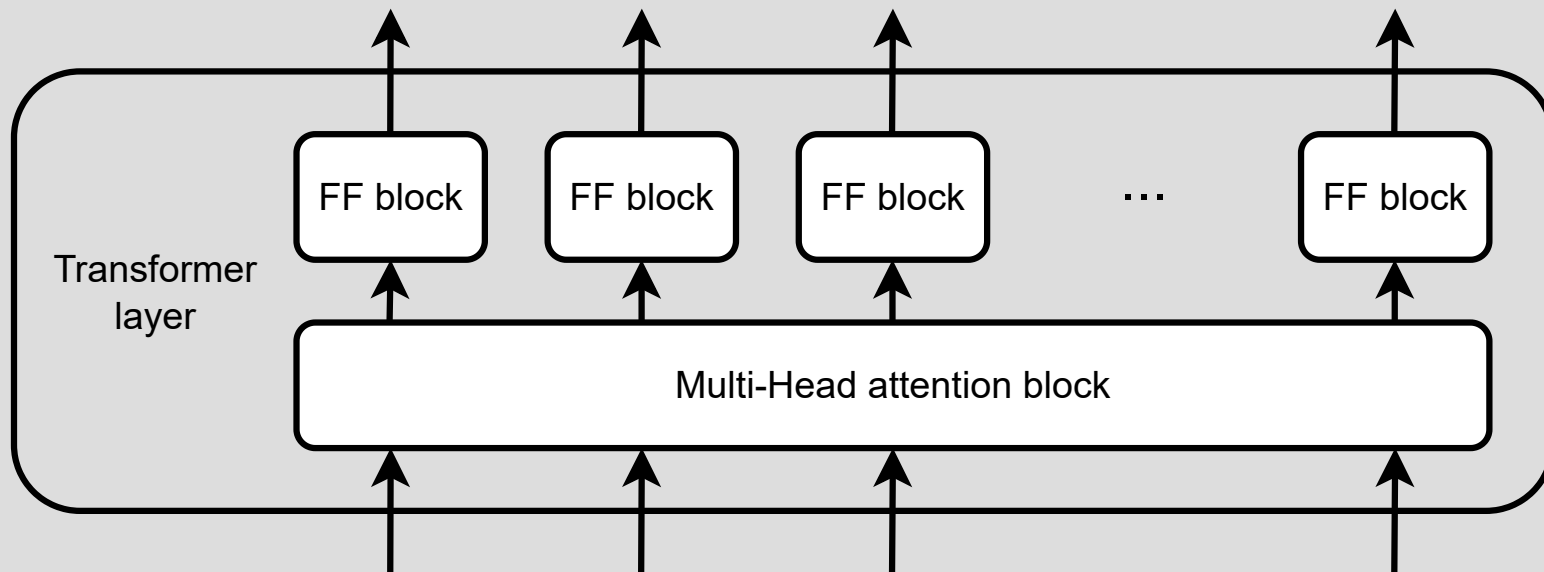 FF block
FF block
FF block
...
FF block
Transformer
layer
Multi-Head attention block